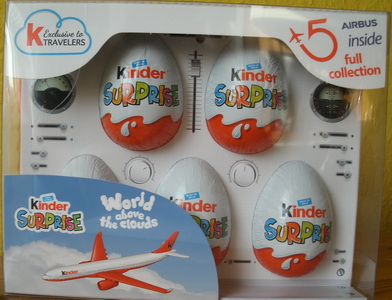 Exclusive to
K TRAVELERS
5 AIRBUS
inside
full
collection
Kinder
SURPRISE
Kinder
SURPRISE
Kinder
SURPRISE
World
above
the clouds
Kinder
Kinder
Kinder
SURPRISE